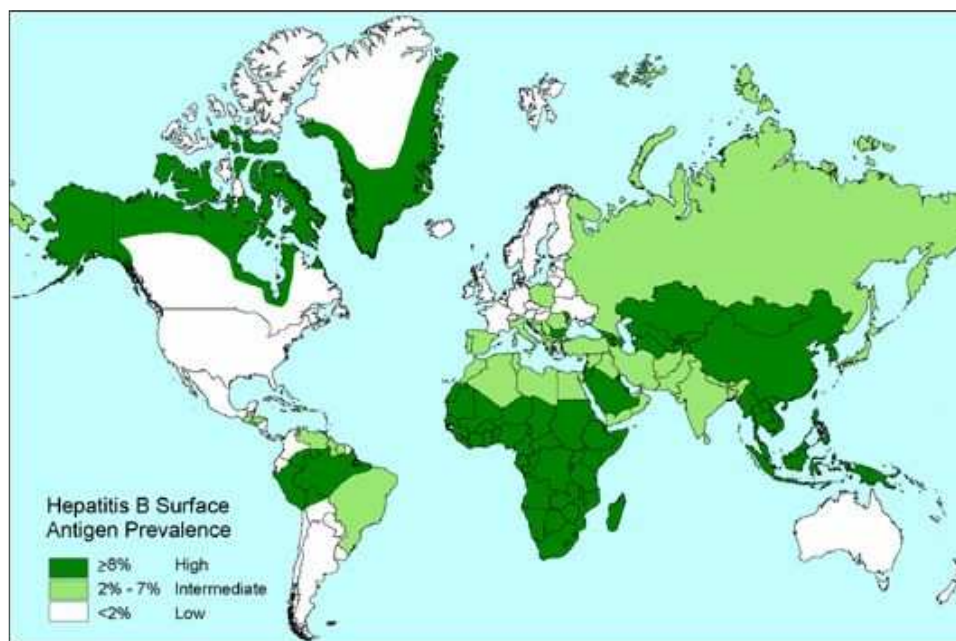 Hepatitis B Surface
Antigen Prevalence
≥8% High
2% - 7% Intermediate
<2% Low